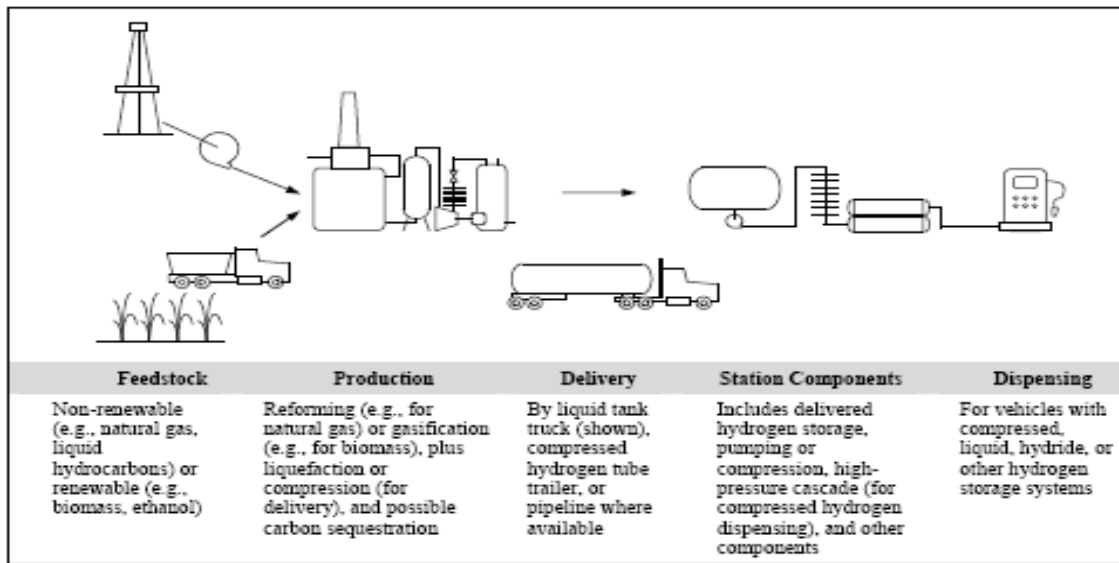 Feedstock
Non-renewable
(e.g., natural gas,
liquid
hydrocarbons) or
renewable (e.g.,
biomass, ethanol)
Production
Reforming (e.g., for
natural gas) or gasification
(e.g., for biomass), plus
liquefaction or
compression (for
delivery), and possible
carbon sequestration
Delivery
By liquid tank
truck (shown),
compressed
hydrogen tube
trailer, or
pipeline where
available
Station Components
Includes delivered
hydrogen storage,
pumping or
compression, high-
pressure cascade (for
compressed hydrogen
dispensing), and other
components
Dispensing
For vehicles with
compressed,
liquid, hydride, or
other hydrogen
storage systems